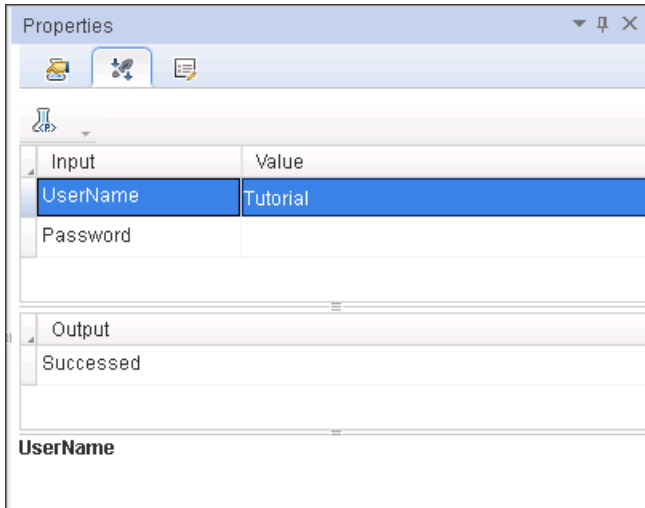 Properties
<P.>
Input Value
UserName Tutorial
Password
Output
Successed
UserName